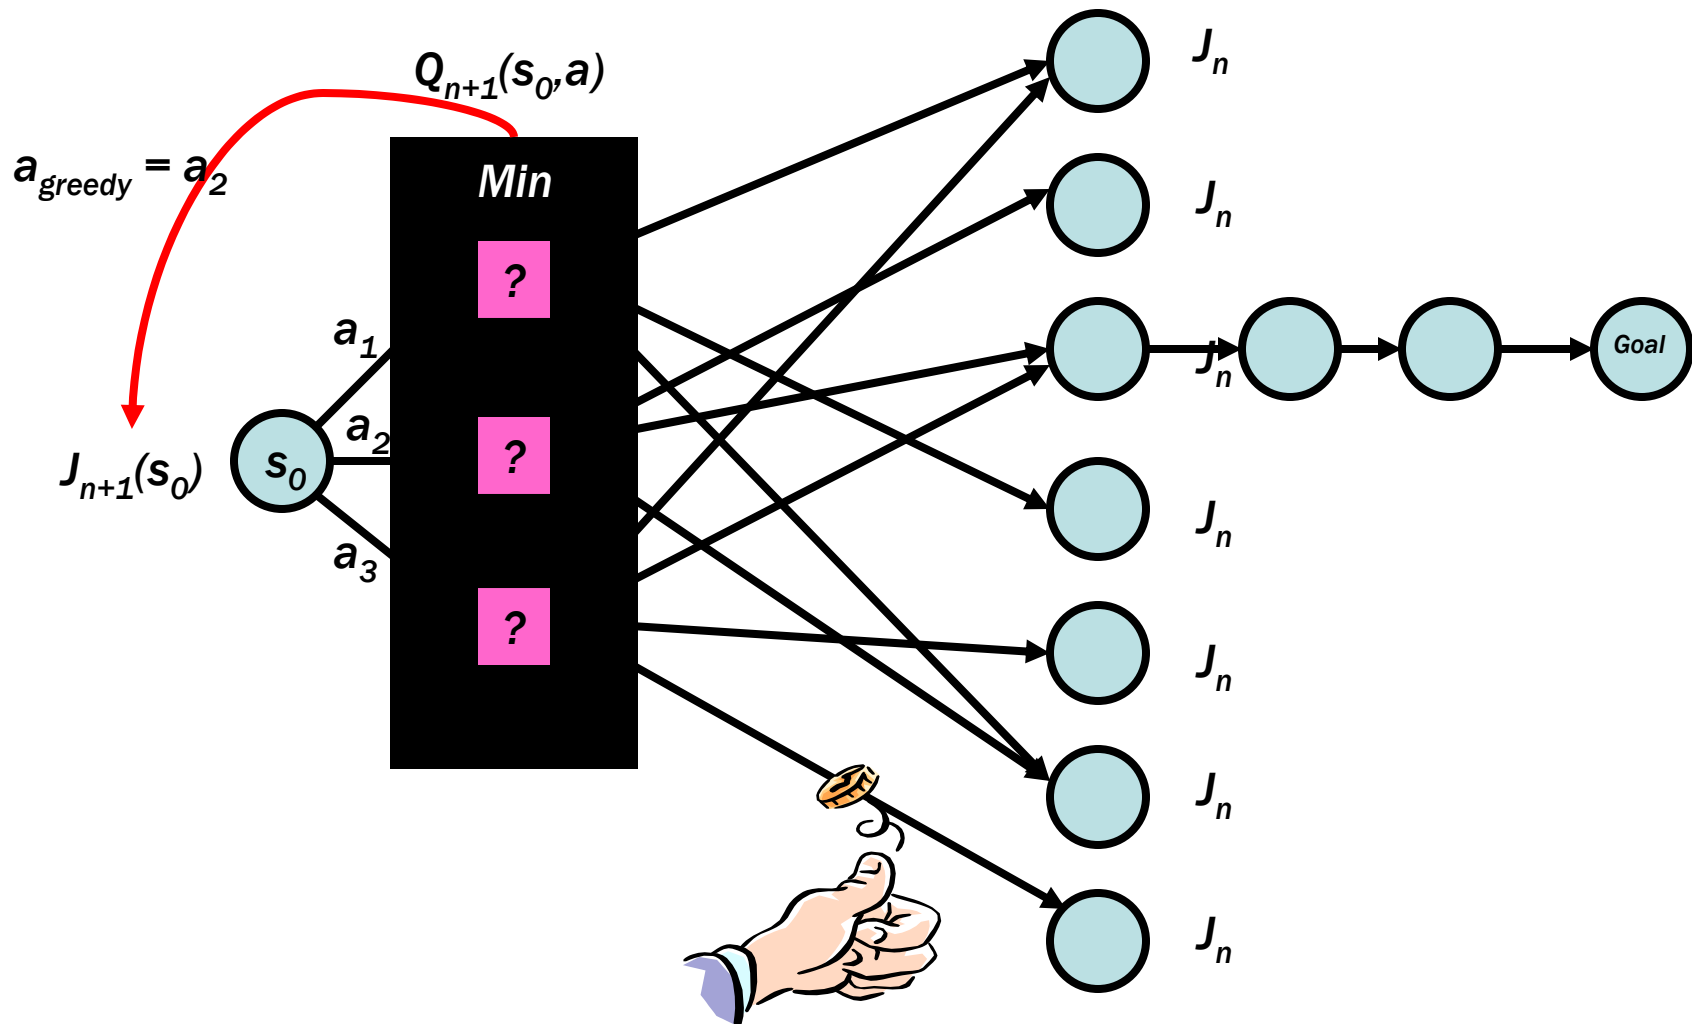 Q_{n+1}(s_0,a)
J_n
a_{greedy} = a_2
Min
J_n
?
a_1
J_n
Goal
a_2
?
s_0
J_{n+1}(s_0)
J_n
a_3
?
J_n
J_n
J_n